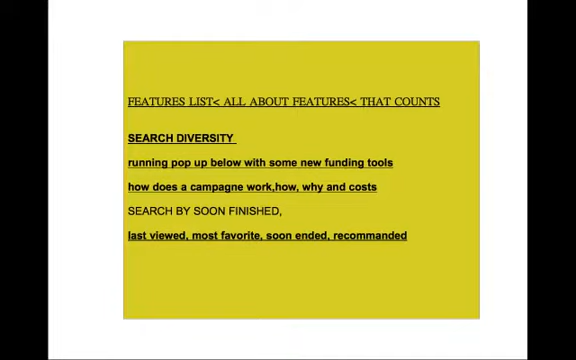 FEATURES LIST< ALL ABOUT FEATURES< THAT COUNTS
SEARCH DIVERSITY
running pop up below with some new funding tools
how does a campagne work,how, why and costs
SEARCH BY SOON FINISHED,
last viewed, most favorite, soon ended, recommanded